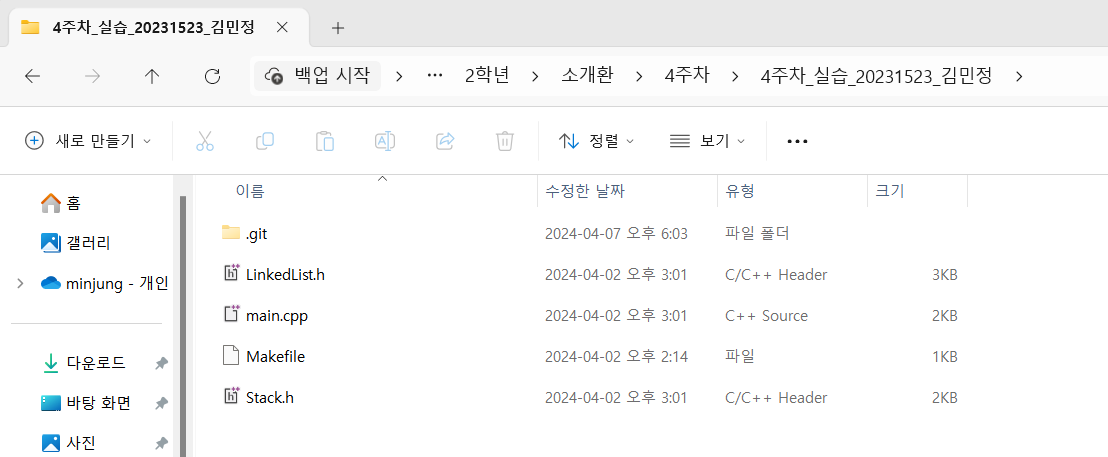 4주차_실습_20231523_김민정
백업 시작 > ··· 2학년 > 소개환 > 4주차 > 4주차_실습_20231523_김민정 >
새로 만들기 정렬 보기 ···
이름 수정한 날짜 유형 크기
홈
갤러리
minjung - 개인
다운로드
바탕 화면
사진
.git 2024-04-07 오후 6:03 파일 폴더
LinkedList.h 2024-04-02 오후 3:01 C/C++ Header 3KB
main.cpp 2024-04-02 오후 3:01 C++ Source 2KB
Makefile 2024-04-02 오후 2:14 파일 1KB
Stack.h 2024-04-02 오후 3:01 C/C++ Header 2KB